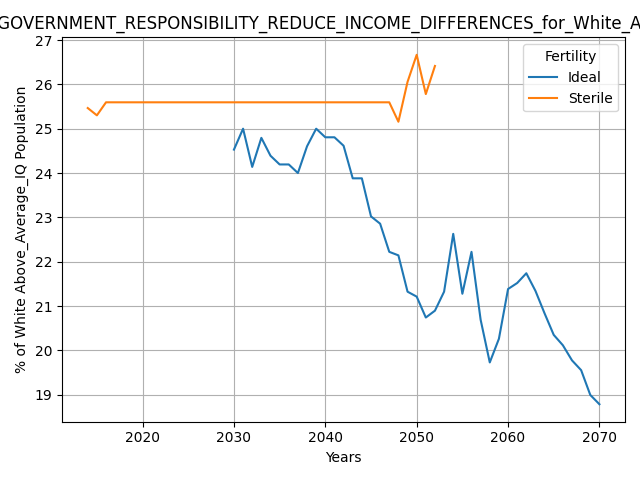 GOVERNMENT_RESPONSIBILITY_REDUCE_INCOME_DIFFERENCES_for_White_A
27
26
25
24
23
22
21
20
19
% of White Above_Average_IQ Population
Fertility
Ideal
Sterile
2020
2030
2040
2050
2060
2070
Years